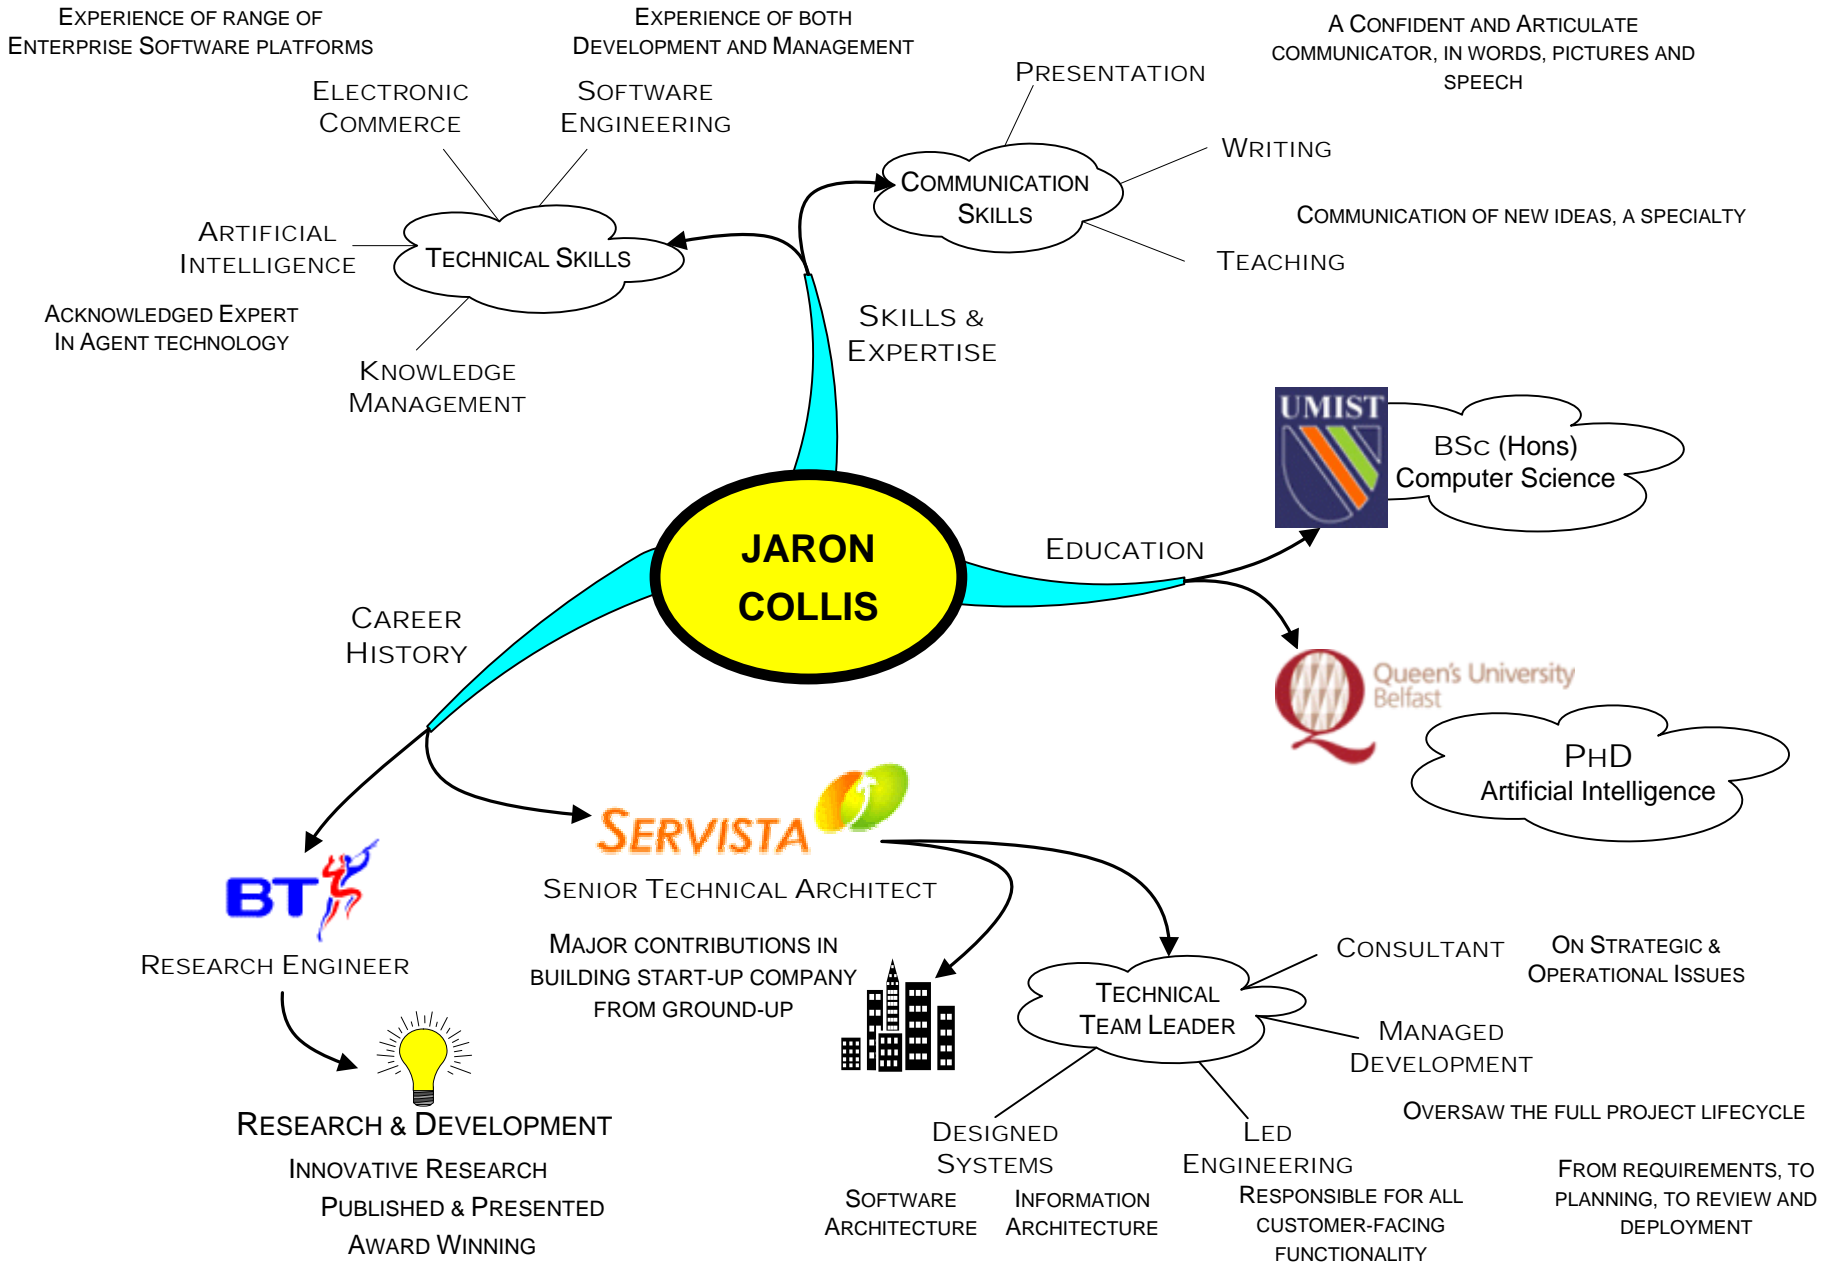 EXPERIENCE OF RANGE OF
ENTERPRISE SOFTWARE PLATFORMS
EXPERIENCE OF BOTH
DEVELOPMENT AND MANAGEMENT
A CONFIDENT AND ARTICULATE
COMMUNICATOR, IN WORDS, PICTURES AND
SPEECH
ELECTRONIC
COMMERCE
SOFTWARE
ENGINEERING
PRESENTATION
WRITING
COMMUNICATION
SKILLS
COMMUNICATION OF NEW IDEAS, A SPECIALTY
TEACHING
ARTIFICIAL
INTELLIGENCE
TECHNICAL SKILLS
ACKNOWLEDGED EXPERT
IN AGENT TECHNOLOGY
KNOWLEDGE
MANAGEMENT
SKILLS &
EXPERTISE
UMIST
BSC (Hons)
Computer Science
JARON
COLLIS
EDUCATION
Queen's University
Belfast
PHD
Artificial Intelligence
CAREER
HISTORY
BT
RESEARCH ENGINEER
RESEARCH & DEVELOPMENT
INNOVATIVE RESEARCH
PUBLISHED & PRESENTED
AWARD WINNING
SERVISTA
SENIOR TECHNICAL ARCHITECT
MAJOR CONTRIBUTIONS IN
BUILDING START-UP COMPANY
FROM GROUND-UP
TECHNICAL
TEAM LEADER
CONSULTANT
ON STRATEGIC &
OPERATIONAL ISSUES
MANAGED
DEVELOPMENT
OVERSAW THE FULL PROJECT LIFECYCLE
FROM REQUIREMENTS, TO
PLANNING, TO REVIEW AND
DEPLOYMENT
DESIGNED
SYSTEMS
SOFTWARE
ARCHITECTURE
INFORMATION
ARCHITECTURE
LED
ENGINEERING
RESPONSIBLE FOR ALL
CUSTOMER-FACING
FUNCTIONALITY